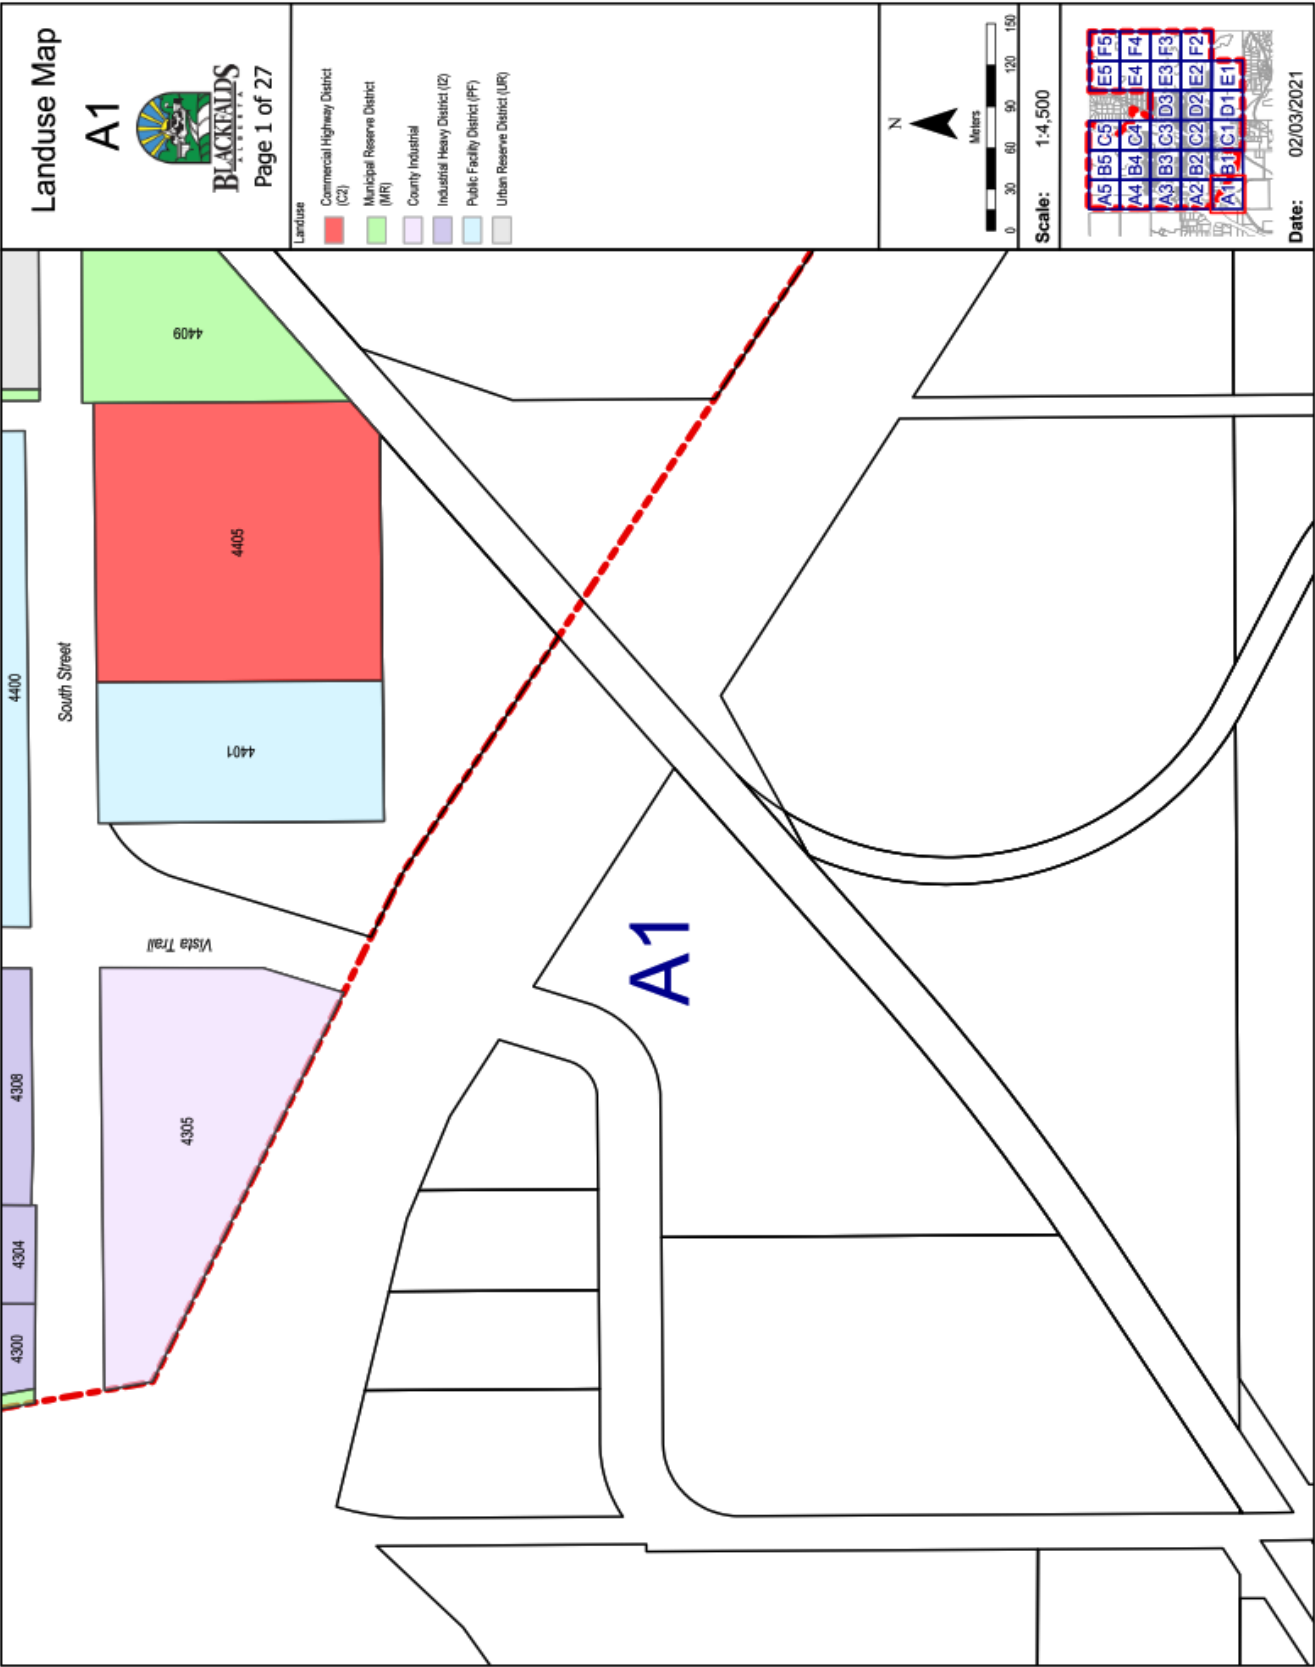 Landuse Map
A1
BLACKFALDS
ALBERTA
Page 1 of 27
Landuse
Commercial Highway District
(C2)
Municipal Reserve District
(MR)
County Industrial
Industrial Heavy District (I2)
Public Facility District (PF)
Urban Reserve District (UR)
N
Meters
0 30 60 90 120 150
Scale: 1:4,500
A5 B5 C5 E5 F5
A4 B4 C4 E4 F4
A3 B3 C3 D3 E3 F3
A2 B2 C2 D2 E2 F2
A1 B1 C1 D1 E1
Date: 02/03/2021
4300
4304
4308
4400
South Street
4305
Vista Trail
4401
4405
4409
A1